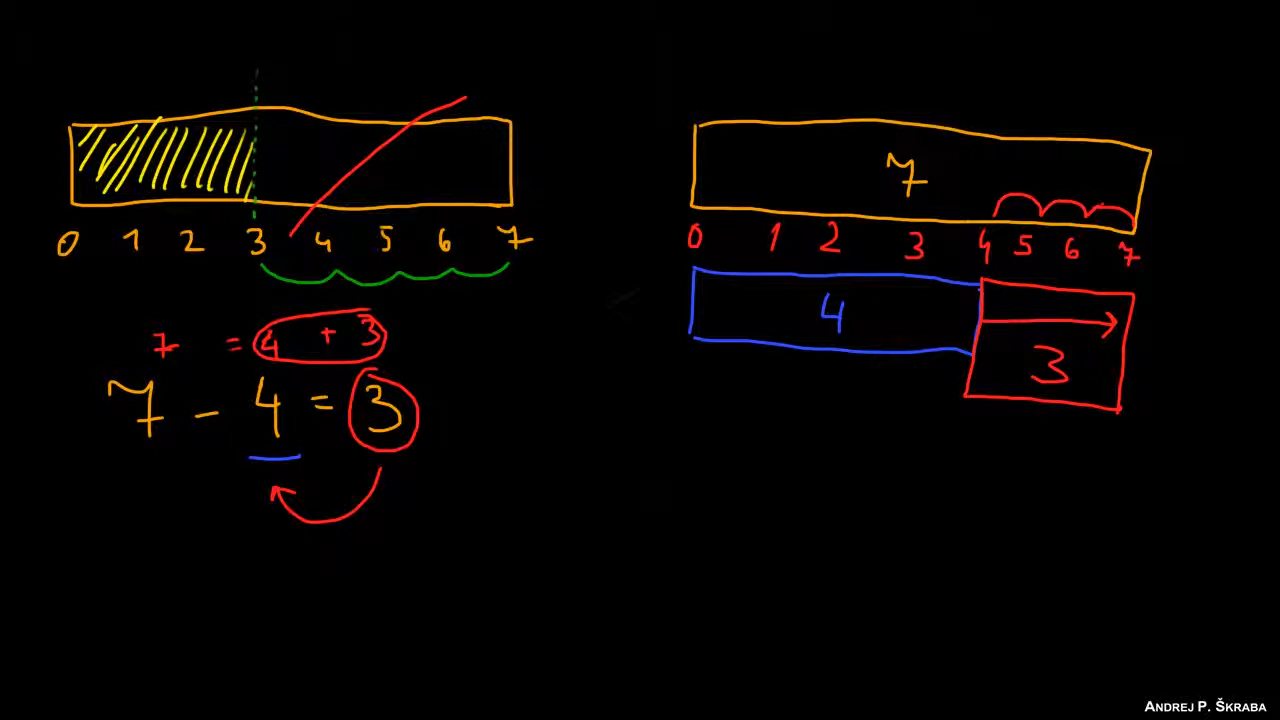 0 1 2 3 4 5 6 7
7 = 4 + 3
7 - 4 = 3
7
0 1 2 3 4 5 6 7
4
3
ANDREJ P. ŠKRABA